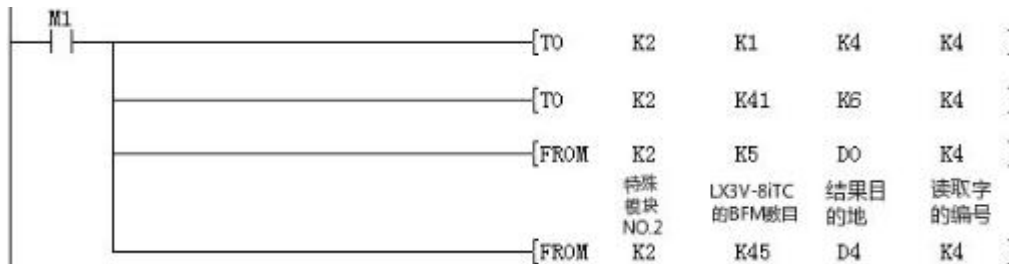 M1
[TO K2 K1 K4 K4 ]
[TO K2 K41 K6 K4 ]
[FROM K2 K5 D0 K4 ]
特殊 LX3V-8iTC 结果目 读取字
模块 的BFM数目 的地 的编号
NO.2
[FROM K2 K45 D4 K4 ]